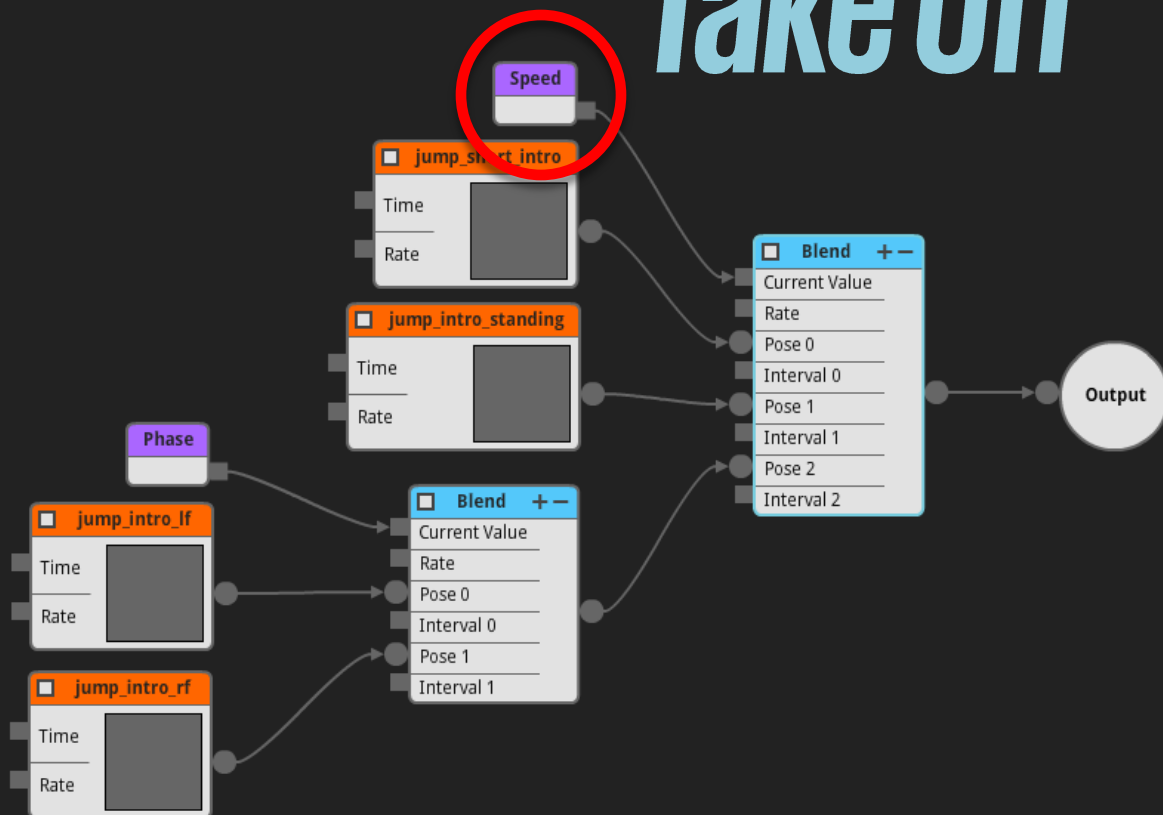 Take Off
Speed
jump_short_intro
Time
Rate
jump_intro_standing
Time
Rate
Phase
jump_intro_lf
Time
Rate
jump_intro_rf
Time
Rate
Blend
Current Value
Rate
Pose 0
Interval 0
Pose 1
Interval 1
Blend
Current Value
Rate
Pose 0
Interval 0
Pose 1
Interval 1
Pose 2
Interval 2
Output